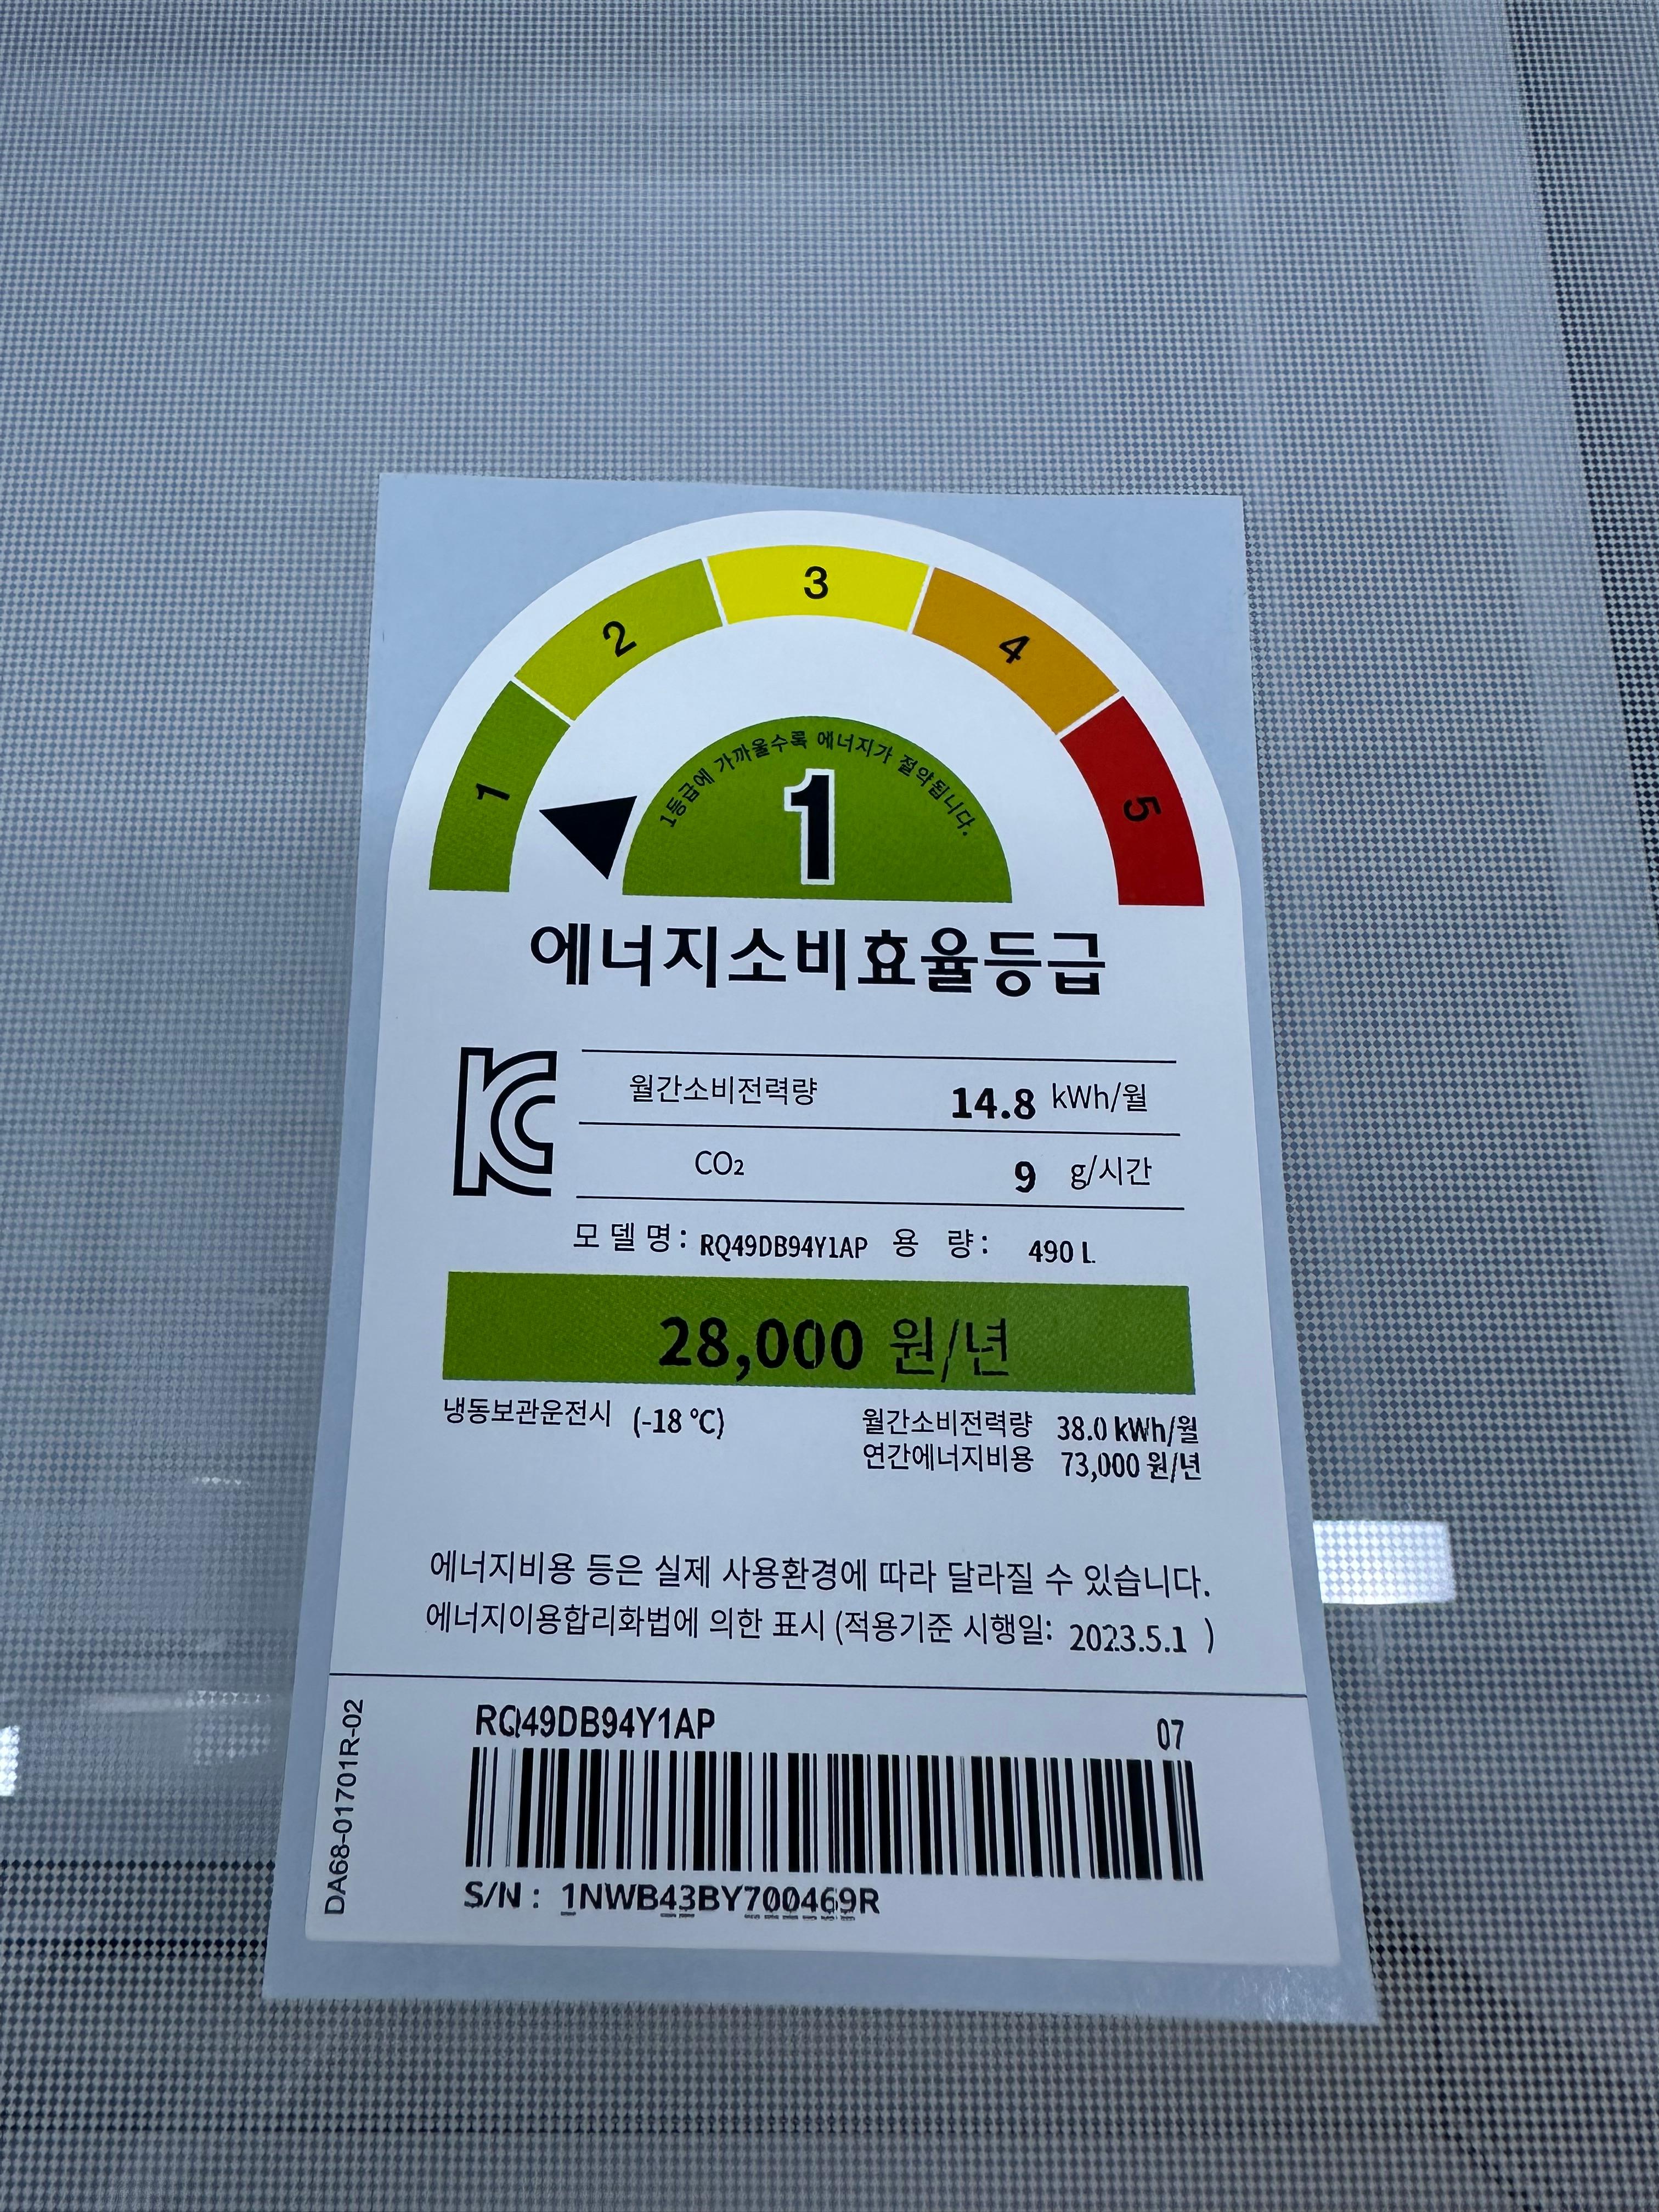 1
2
3
4
5
1등급에 가까울수록 에너지가 절약됩니다.
1
에너지소비효율등급
KC
월간소비전력량 14.8 kWh/월
CO₂ 9 g/시간
모 델 명 : RQ49DB94Y1AP 용 량 : 490 L
28,000 원/년
냉동보관운전시 (-18 ℃) 월간소비전력량 38.0 kWh/월
연간에너지비용 73,000 원/년
에너지비용 등은 실제 사용환경에 따라 달라질 수 있습니다.
에너지이용합리화법에 의한 표시 (적용기준 시행일: 2023.5.1 )
RQ49DB94Y1AP 07
S/N : 1NWB43BY700469R
DA68-01701R-02